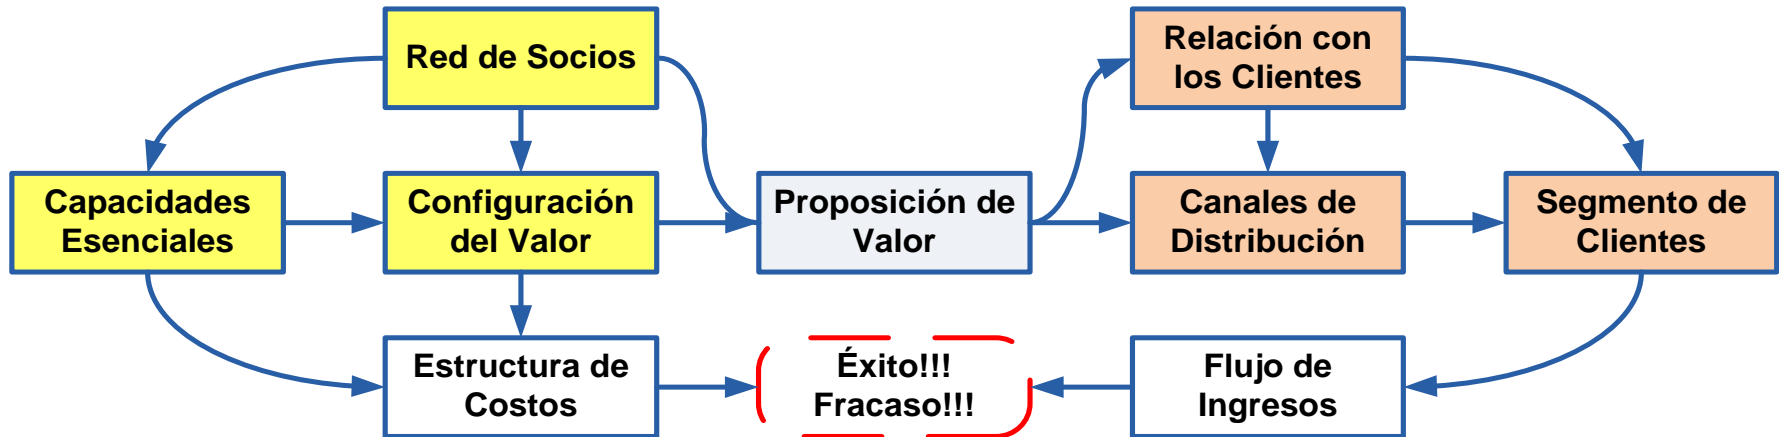 Red de Socios
Relación con
los Clientes
Capacidades
Esenciales
Configuración
del Valor
Proposición de
Valor
Canales de
Distribución
Segmento de
Clientes
Estructura de
Costos
Éxito!!!
Fracaso!!!
Flujo de
Ingresos